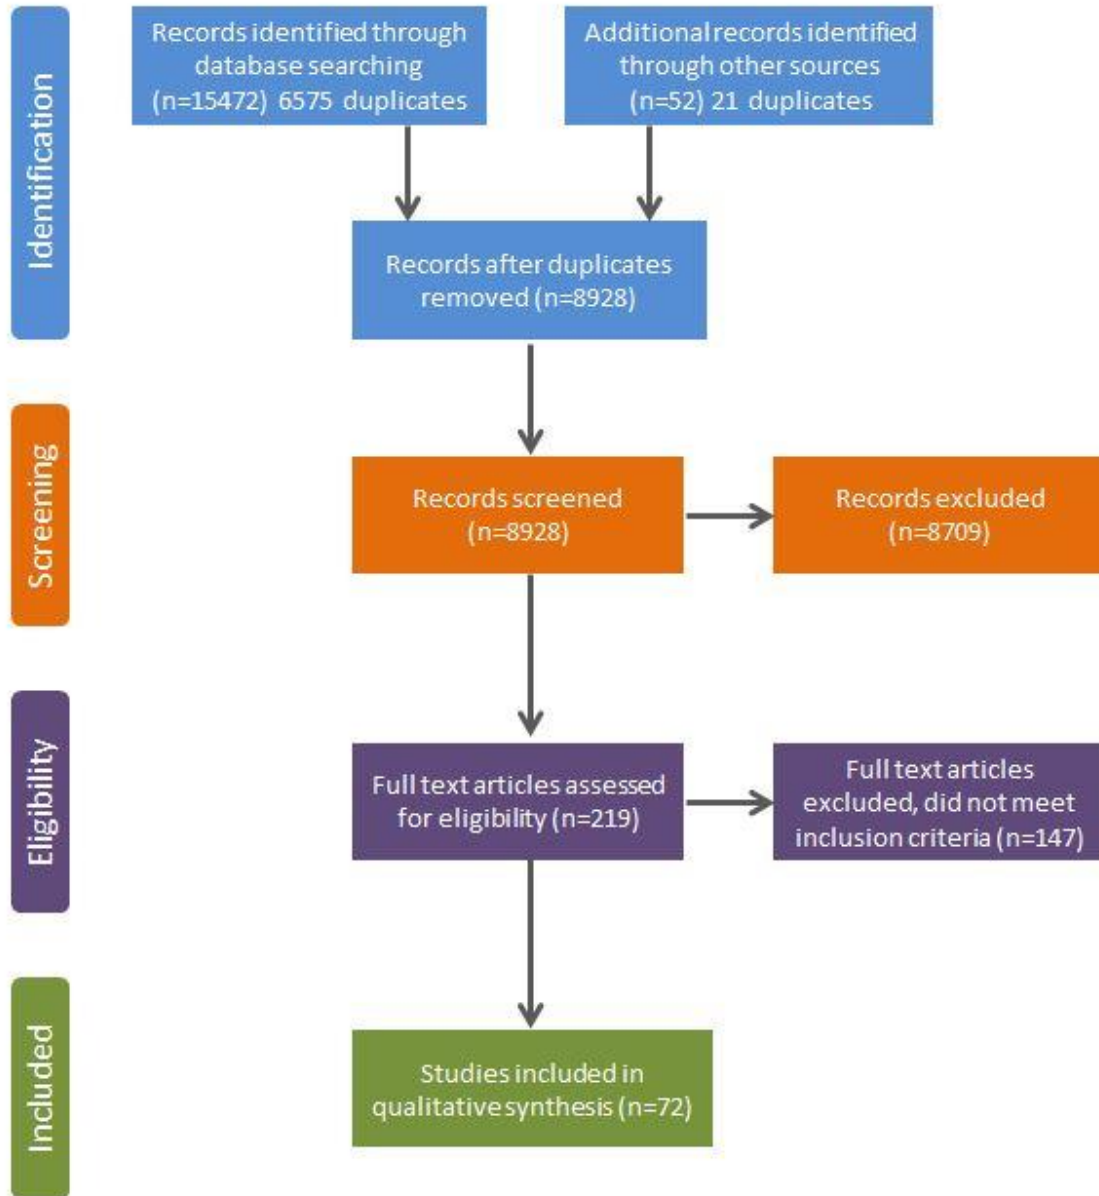 Identification
Records identified through
database searching
(n=15472) 6575 duplicates
Additional records identified
through other sources
(n=52) 21 duplicates
Records after duplicates
removed (n=8928)
Screening
Records screened
(n=8928)
Records excluded
(n=8709)
Eligibility
Full text articles assessed
for eligibility (n=219)
Full text articles
excluded, did not meet
inclusion criteria (n=147)
Included
Studies included in
qualitative synthesis (n=72)